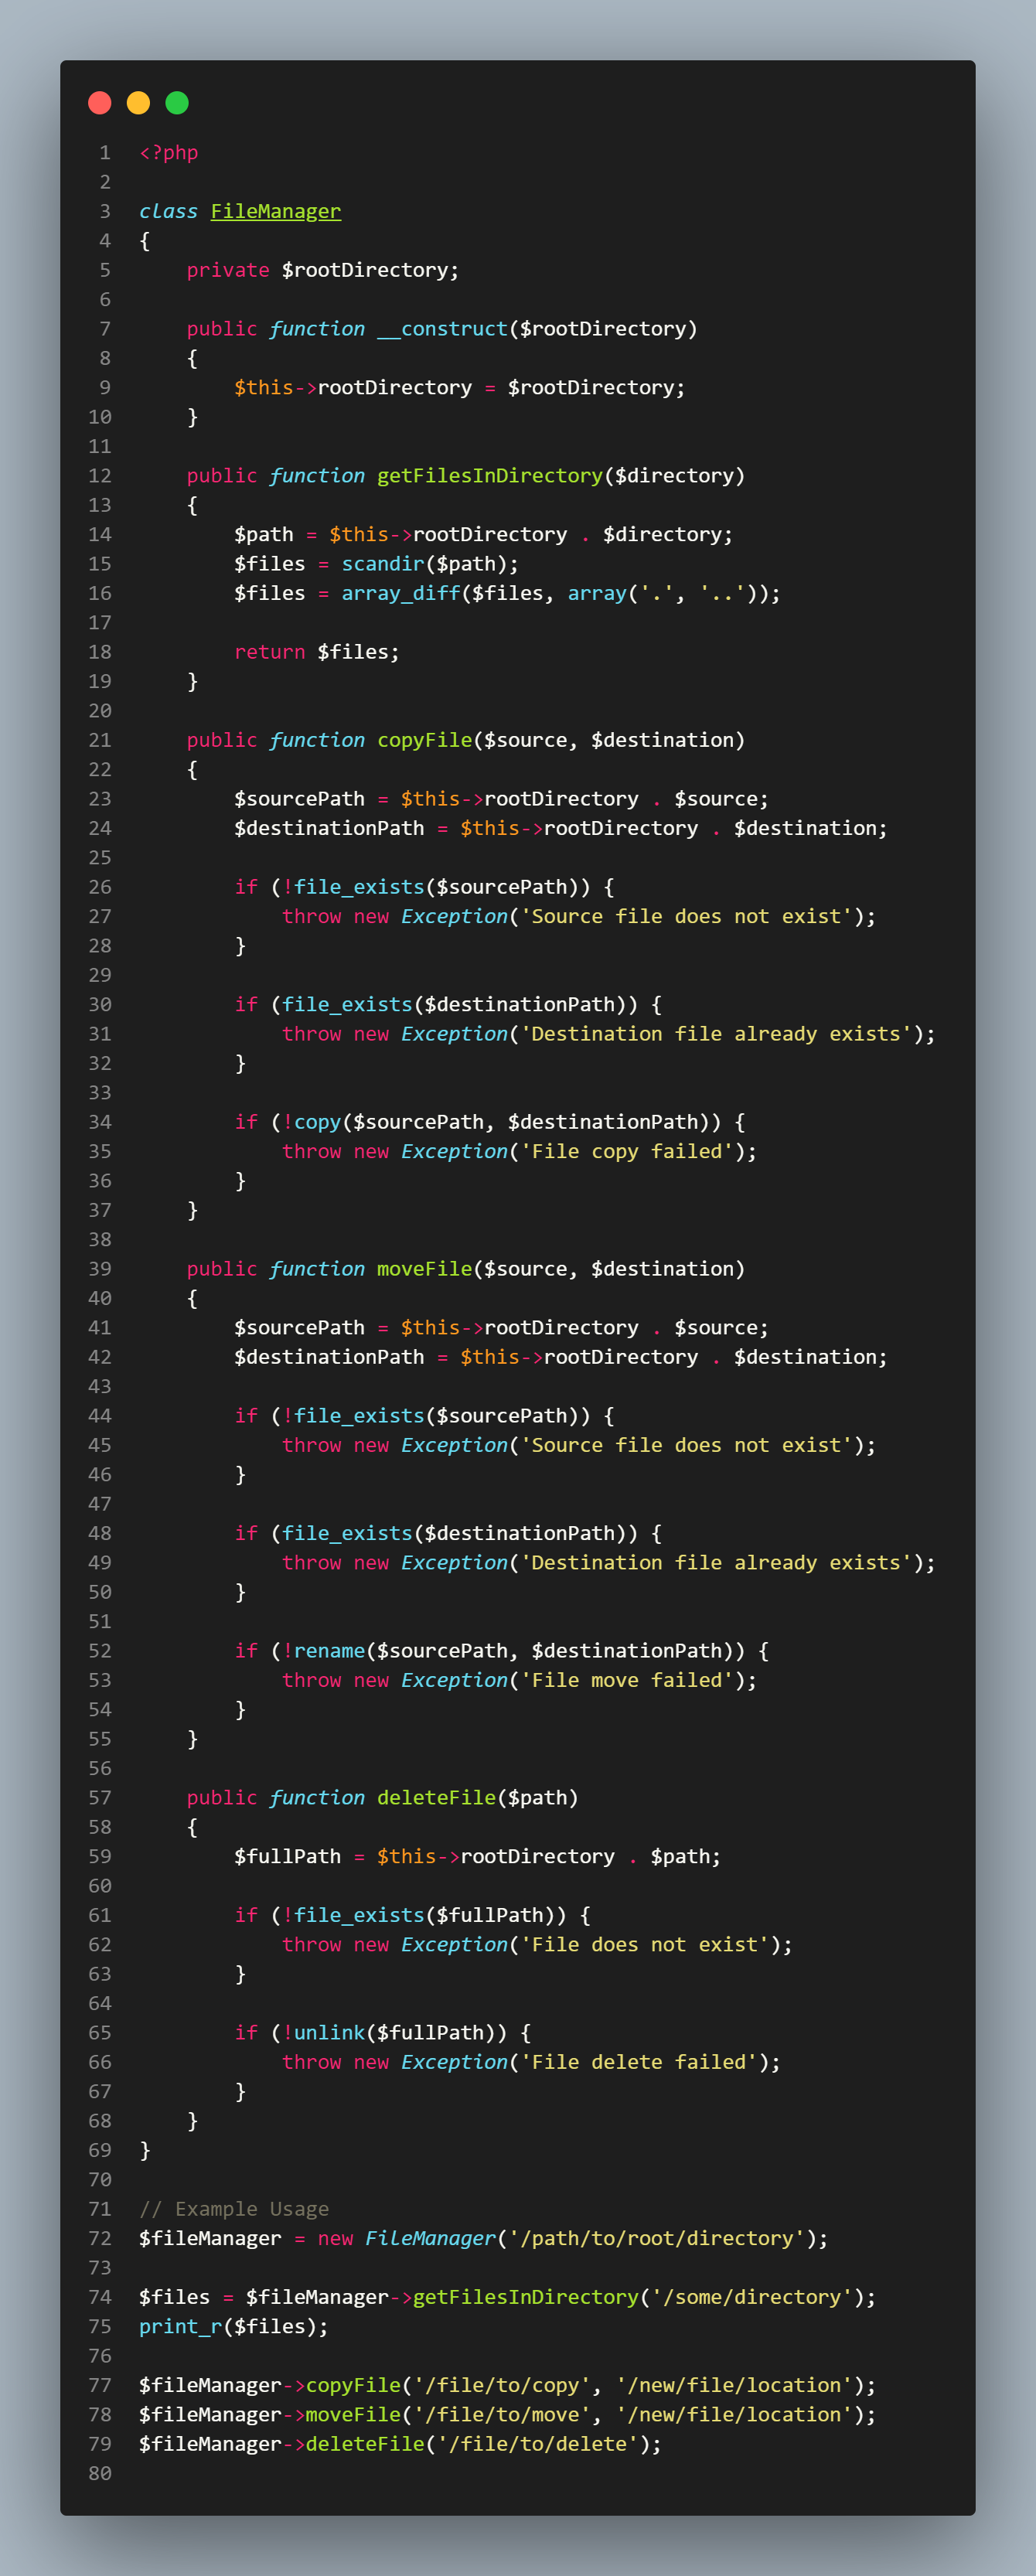 1 <?php
2
3 class FileManager
4 {
5     private $rootDirectory;
6
7     public function __construct($rootDirectory)
8     {
9         $this->rootDirectory = $rootDirectory;
10     }
11
12     public function getFilesInDirectory($directory)
13     {
14         $path = $this->rootDirectory . $directory;
15         $files = scandir($path);
16         $files = array_diff($files, array('.', '..'));
17
18         return $files;
19     }
20
21     public function copyFile($source, $destination)
22     {
23         $sourcePath = $this->rootDirectory . $source;
24         $destinationPath = $this->rootDirectory . $destination;
25
26         if (!file_exists($sourcePath)) {
27             throw new Exception('Source file does not exist');
28         }
29
30         if (file_exists($destinationPath)) {
31             throw new Exception('Destination file already exists');
32         }
33
34         if (!copy($sourcePath, $destinationPath)) {
35             throw new Exception('File copy failed');
36         }
37     }
38
39     public function moveFile($source, $destination)
40     {
41         $sourcePath = $this->rootDirectory . $source;
42         $destinationPath = $this->rootDirectory . $destination;
43
44         if (!file_exists($sourcePath)) {
45             throw new Exception('Source file does not exist');
46         }
47
48         if (file_exists($destinationPath)) {
49             throw new Exception('Destination file already exists');
50         }
51
52         if (!rename($sourcePath, $destinationPath)) {
53             throw new Exception('File move failed');
54         }
55     }
56
57     public function deleteFile($path)
58     {
59         $fullPath = $this->rootDirectory . $path;
60
61         if (!file_exists($fullPath)) {
62             throw new Exception('File does not exist');
63         }
64
65         if (!unlink($fullPath)) {
66             throw new Exception('File delete failed');
67         }
68     }
69 }
70
71 // Example Usage
72 $fileManager = new FileManager('/path/to/root/directory');
73
74 $files = $fileManager->getFilesInDirectory('/some/directory');
75 print_r($files);
76
77 $fileManager->copyFile('/file/to/copy', '/new/file/location');
78 $fileManager->moveFile('/file/to/move', '/new/file/location');
79 $fileManager->deleteFile('/file/to/delete');
80